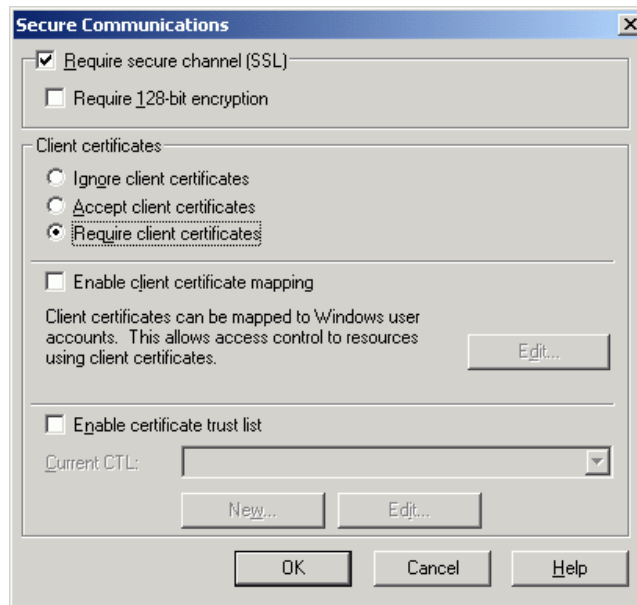 Secure Communications
Require secure channel (SSL)
Require 128-bit encryption
Client certificates
Ignore client certificates
Accept client certificates
Require client certificates
Enable client certificate mapping
Client certificates can be mapped to Windows user
accounts. This allows access control to resources
using client certificates.
Edit...
Enable certificate trust list
Current CTL:
New...
Edit...
OK
Cancel
Help